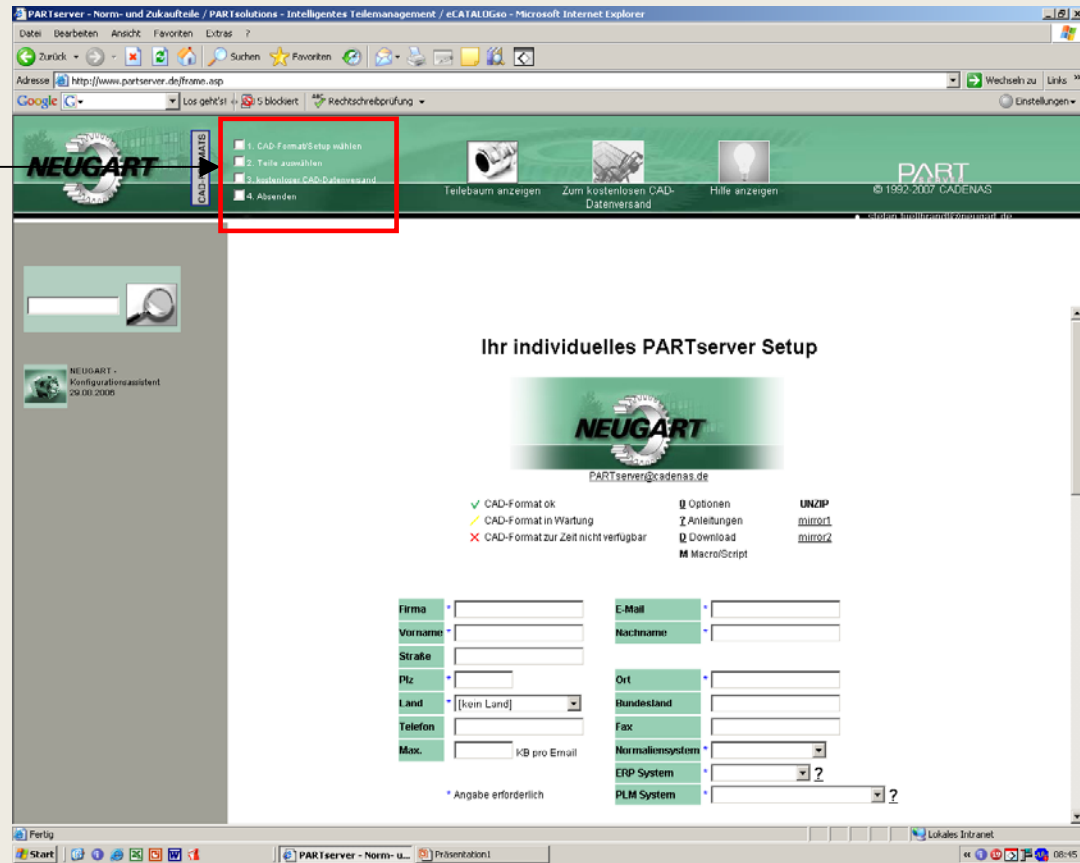 PARTserver - Norm- und Zukaufteile / PARTsolutions - Intelligentes Teilemanagement / eCATALOGso - Microsoft Internet Explorer
Datei Bearbeiten Ansicht Favoriten Extras ?
Zurück Suchen Favoriten
Adresse http://www.partserver.de/frame.asp Wechseln zu Links »
Google G Los geht's! 5 blockiert Rechtschreibprüfung Einstellungen
NEUGART
CAD-FORMATS
1. CAD-Format/Setup wählen
2. Teile auswählen
3. kostenloser CAD-Datenversand
4. Absenden
Teilebaum anzeigen
Zum kostenlosen CAD-
Datenversand
Hilfe anzeigen
PART
© 1992-2007 CADENAS
NEUGART -
Konfigurationsassistent
29.08.2006
Ihr individuelles PARTserver Setup
NEUGART
PARTserver@cadenas.de
CAD-Format ok O Optionen UNZIP
CAD-Format in Wartung ? Anleitungen mirror1
CAD-Format zur Zeit nicht verfügbar D Download mirror2
M Macro/Script
Firma * E-Mail *
Vorname * Nachname *
Straße
Plz * Ort *
Land * [kein Land] Bundesland
Telefon Fax
Max. KB pro Email Normaliensystem *
ERP System * ?
* Angabe erforderlich PLM System * ?
Fertig Lokales Intranet
Start PARTserver - Norm- u... Präsentation1 « 08:45